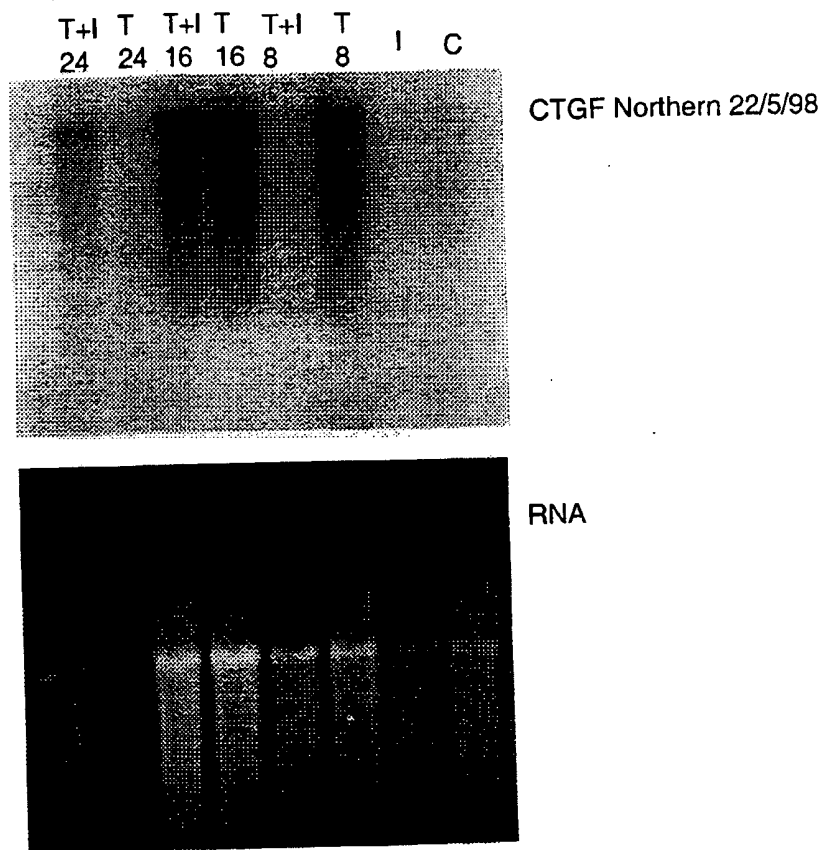 T+I T T+I T T+I T I C
24 24 16 16 8 8
CTGF Northern 22/5/98
RNA